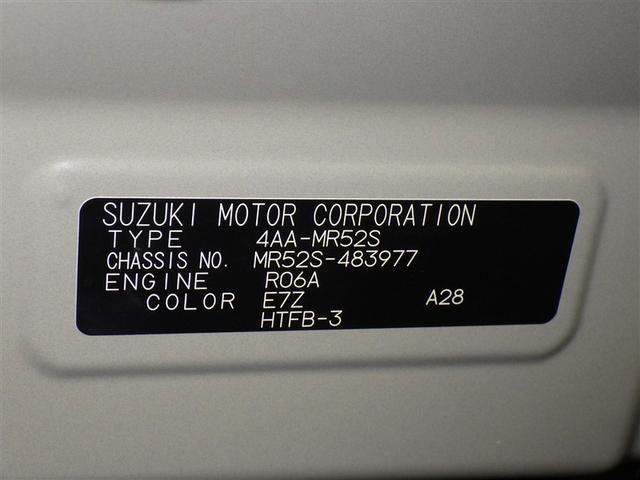 SUZUKI MOTOR CORPORATION
TYPE 4AA-MR52S
CHASSIS NO. MR52S-483977
ENGINE R06A
COLOR E7Z A28
HTFB-3